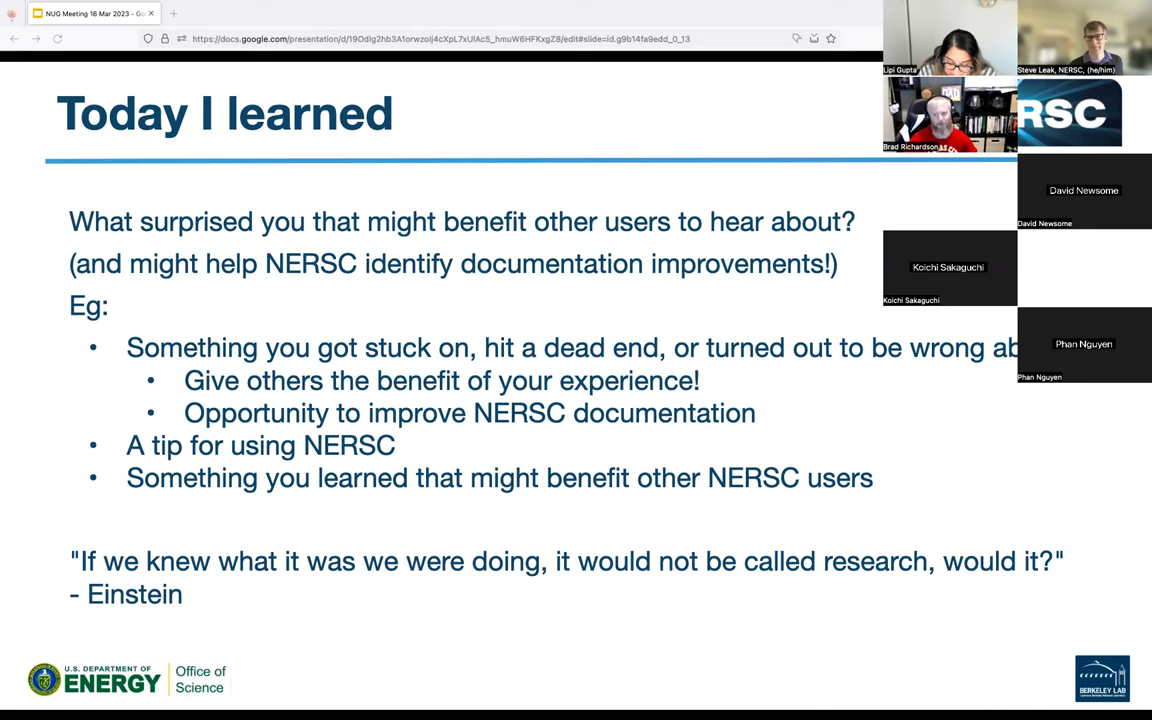 NUG Meeting 16 Mar 2023 - Go
https://docs.google.com/presentation/d/19OdIg2hb3A1orwzoIj4cXpL7xUlAc5_hmuW6HFKxgZ8/edit#slide=id.g9b14fa9edd_0_13
Lipi Gupta
Steve Leak, NERSC, (he/him)
Today I learned
RSC
Brad Richardson
David Newsome
David Newsome
What surprised you that might benefit other users to hear about?
(and might help NERSC identify documentation improvements!)
Koichi Sakaguchi
Koichi Sakaguchi
Eg:
• Something you got stuck on, hit a dead end, or turned out to be wrong ab
Phan Nguyen
Phan Nguyen
• Give others the benefit of your experience!
• Opportunity to improve NERSC documentation
• A tip for using NERSC
• Something you learned that might benefit other NERSC users
"If we knew what it was we were doing, it would not be called research, would it?"
- Einstein
U.S. DEPARTMENT OF
ENERGY
Office of
Science
BERKELEY LAB